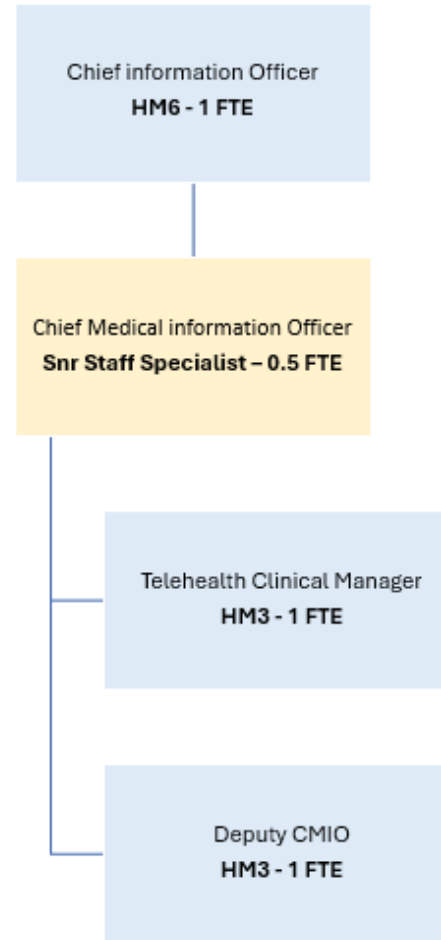 Chief information Officer
HM6 - 1 FTE
Chief Medical information Officer
Snr Staff Specialist – 0.5 FTE
Telehealth Clinical Manager
HM3 - 1 FTE
Deputy CMIO
HM3 - 1 FTE